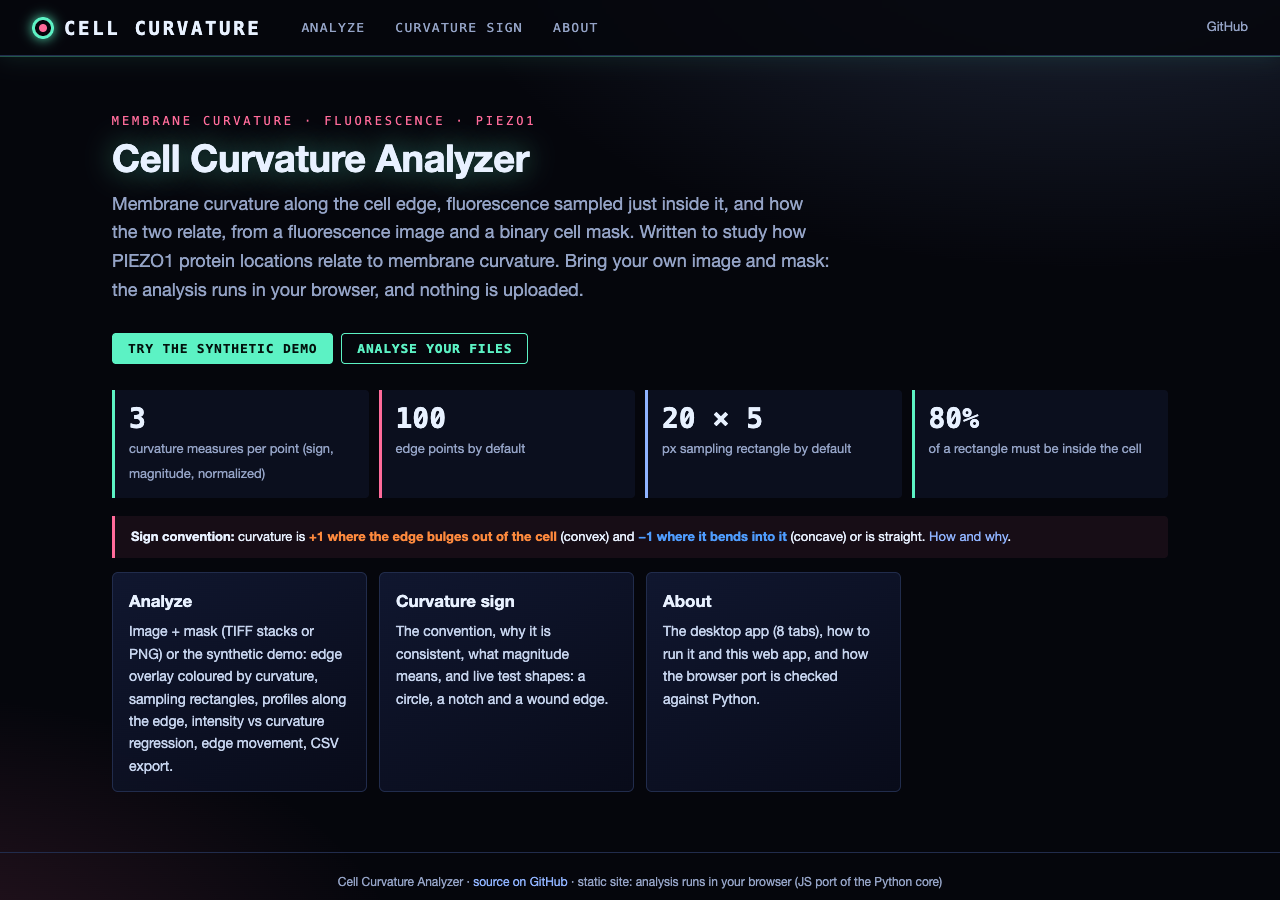 CELL CURVATURE
ANALYZE
CURVATURE SIGN
ABOUT
GitHub
MEMBRANE CURVATURE · FLUORESCENCE · PIEZO1
Cell Curvature Analyzer
Membrane curvature along the cell edge, fluorescence sampled just inside it, and how
the two relate, from a fluorescence image and a binary cell mask. Written to study how
PIEZO1 protein locations relate to membrane curvature. Bring your own image and mask:
the analysis runs in your browser, and nothing is uploaded.
TRY THE SYNTHETIC DEMO
ANALYSE YOUR FILES
3
curvature measures per point (sign,
magnitude, normalized)
100
edge points by default
20 × 5
px sampling rectangle by default
80%
of a rectangle must be inside the cell
Sign convention: curvature is +1 where the edge bulges out of the cell (convex) and −1 where it bends into it (concave) or is straight. How and why.
Analyze
Image + mask (TIFF stacks or
PNG) or the synthetic demo: edge
overlay coloured by curvature,
sampling rectangles, profiles along
the edge, intensity vs curvature
regression, edge movement, CSV
export.
Curvature sign
The convention, why it is
consistent, what magnitude
means, and live test shapes: a
circle, a notch and a wound edge.
About
The desktop app (8 tabs), how to
run it and this web app, and how
the browser port is checked
against Python.
Cell Curvature Analyzer · source on GitHub · static site: analysis runs in your browser (JS port of the Python core)